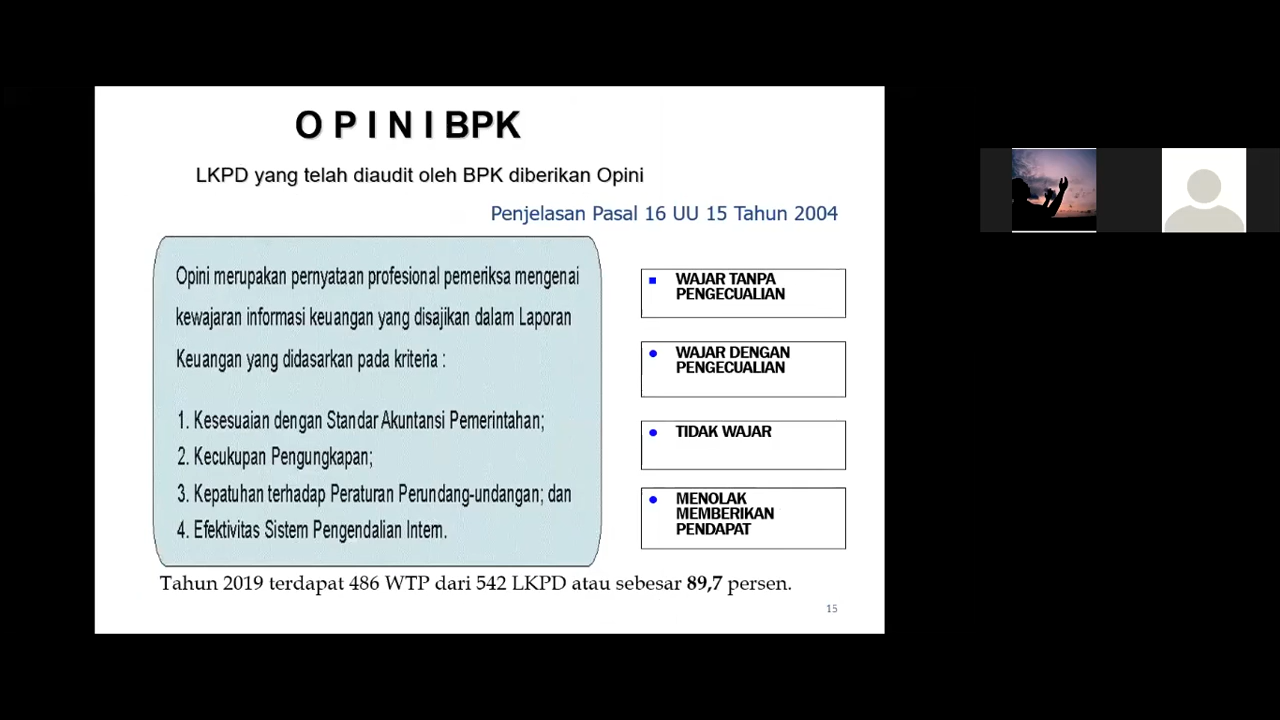 O P I N I BPK
LKPD yang telah diaudit oleh BPK diberikan Opini
Penjelasan Pasal 16 UU 15 Tahun 2004
Opini merupakan pernyataan profesional pemeriksa mengenai
kewajaran informasi keuangan yang disajikan dalam Laporan
Keuangan yang didasarkan pada kriteria :
1. Kesesuaian dengan Standar Akuntansi Pemerintahan;
2. Kecukupan Pengungkapan;
3. Kepatuhan terhadap Peraturan Perundang-undangan; dan
4. Efektivitas Sistem Pengendalian Intern.
WAJAR TANPA
PENGECUALIAN
WAJAR DENGAN
PENGECUALIAN
TIDAK WAJAR
MENOLAK
MEMBERIKAN
PENDAPAT
Tahun 2019 terdapat 486 WTP dari 542 LKPD atau sebesar 89,7 persen.
15